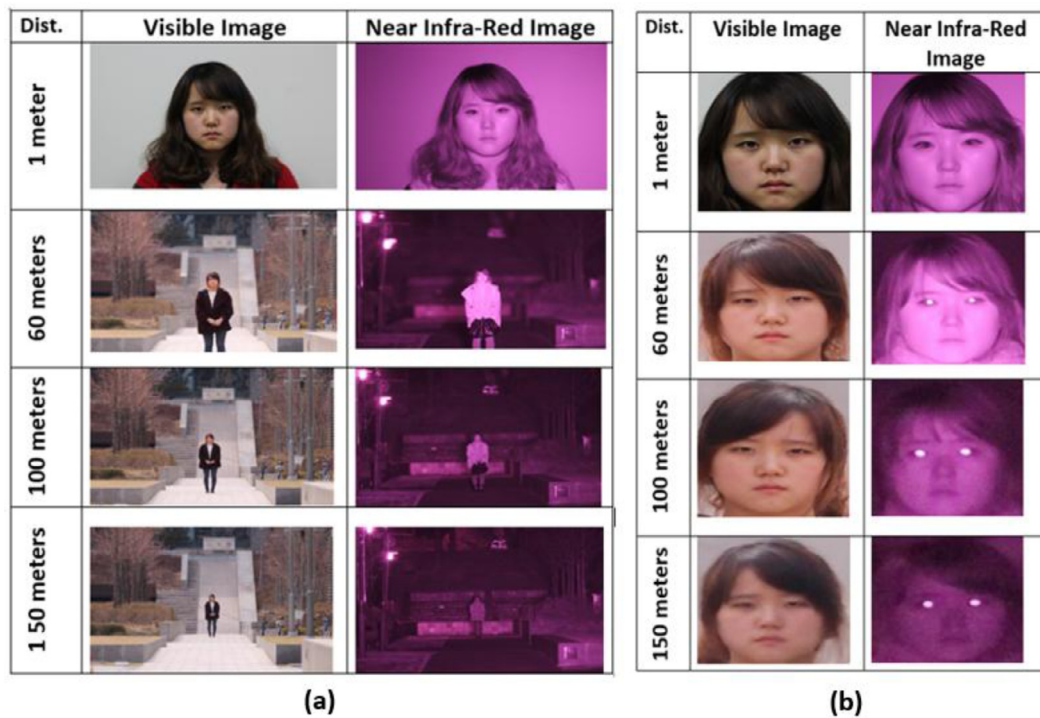 Dist.
Visible Image
Near Infra-Red Image
1 meter
60 meters
100 meters
1 50 meters
(a)
Dist.
Visible Image
Near Infra-Red
Image
1 meter
60 meters
100 meters
150 meters
(b)